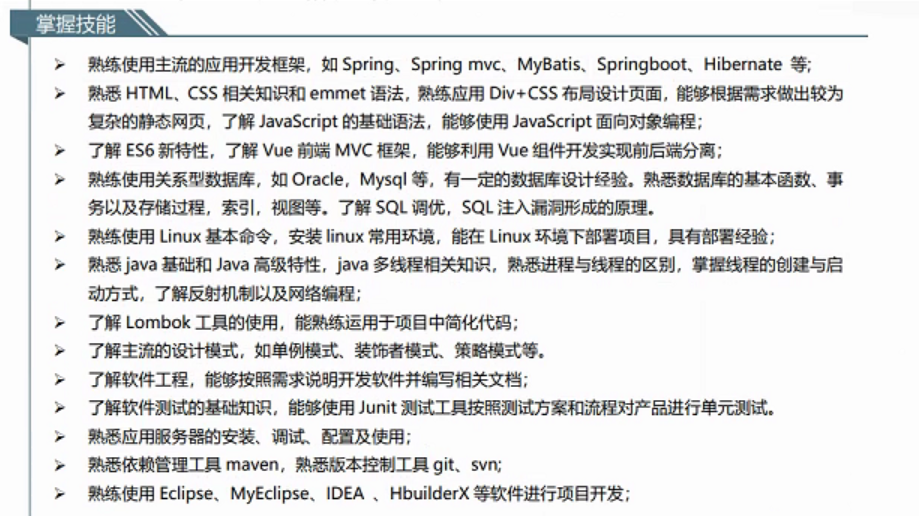 掌握技能
➢ 熟练使用主流的应用开发框架，如 Spring、Spring mvc、MyBatis、Springboot、Hibernate 等;
➢ 熟悉 HTML、CSS 相关知识和 emmet 语法，熟练应用 Div+CSS 布局设计页面，能够根据需求做出较为
复杂的静态网页，了解 JavaScript 的基础语法，能够使用 JavaScript 面向对象编程；
➢ 了解 ES6 新特性，了解 Vue 前端 MVC 框架，能够利用 Vue 组件开发实现前后端分离；
➢ 熟练使用关系型数据库，如 Oracle，Mysql 等，有一定的数据库设计经验。熟悉数据库的基本函数、事
务以及存储过程，索引，视图等。了解 SQL 调优，SQL 注入漏洞形成的原理。
➢ 熟练使用 Linux 基本命令，安装 linux 常用环境，能在 Linux 环境下部署项目，具有部署经验；
➢ 熟悉 java 基础和 Java 高级特性，java 多线程相关知识，熟悉进程与线程的区别，掌握线程的创建与启
动方式，了解反射机制以及网络编程；
➢ 了解 Lombok 工具的使用，能熟练运用于项目中简化代码；
➢ 了解主流的设计模式，如单例模式、装饰者模式、策略模式等。
➢ 了解软件工程，能够按照需求说明开发软件并编写相关文档；
➢ 了解软件测试的基础知识，能够使用 Junit 测试工具按照测试方案和流程对产品进行单元测试。
➢ 熟悉应用服务器的安装、调试、配置及使用；
➢ 熟悉依赖管理工具 maven，熟悉版本控制工具 git、svn;
➢ 熟练使用 Eclipse、MyEclipse、IDEA 、HbuilderX 等软件进行项目开发；